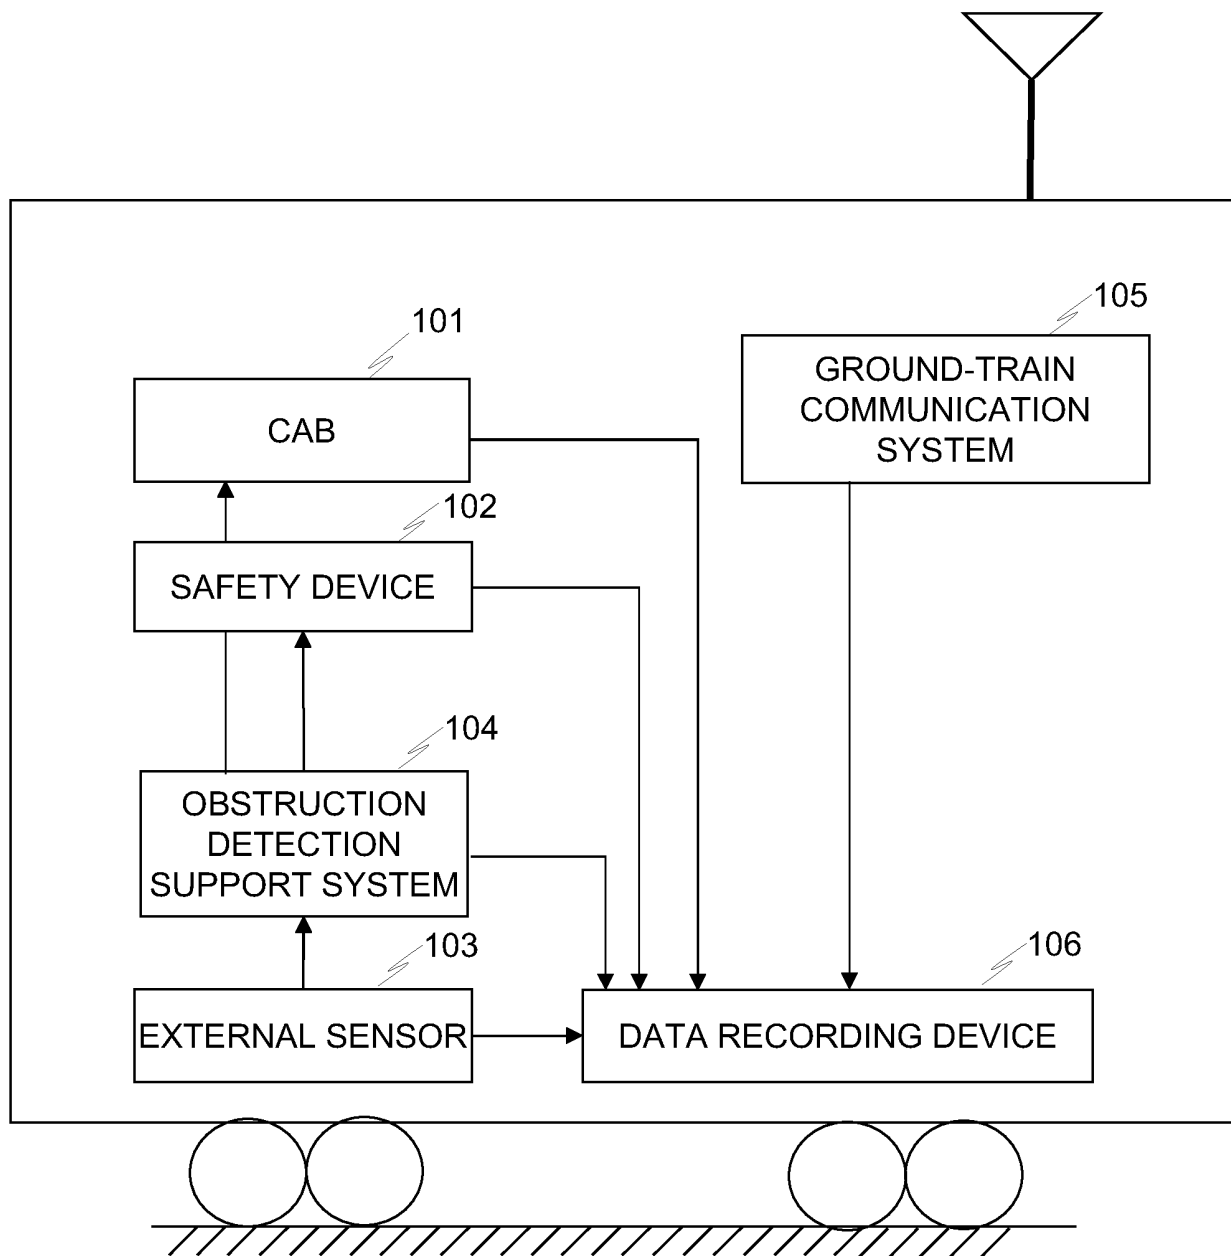 105
101
GROUND-TRAIN
COMMUNICATION
SYSTEM
CAB
102
SAFETY DEVICE
104
OBSTRUCTION
DETECTION
SUPPORT SYSTEM
103
106
EXTERNAL SENSOR
DATA RECORDING DEVICE